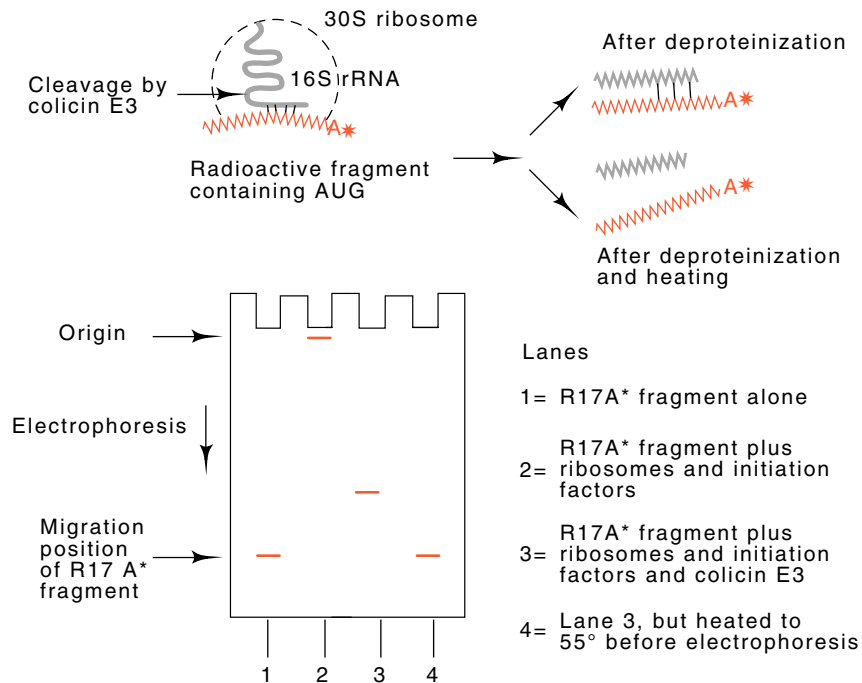 30S ribosome
16S rRNA
Cleavage by
colicin E3
A
Radioactive fragment
containing AUG
After deproteinization
A
A
After deproteinization
and heating
Origin
Electrophoresis
Migration
position
of R17 A*
fragment
1 2 3 4
Lanes
1= R17A* fragment alone
R17A* fragment plus
2= ribosomes and initiation
factors
R17A* fragment plus
3= ribosomes and initiation
factors and colicin E3
4= Lane 3, but heated to
55° before electrophoresis